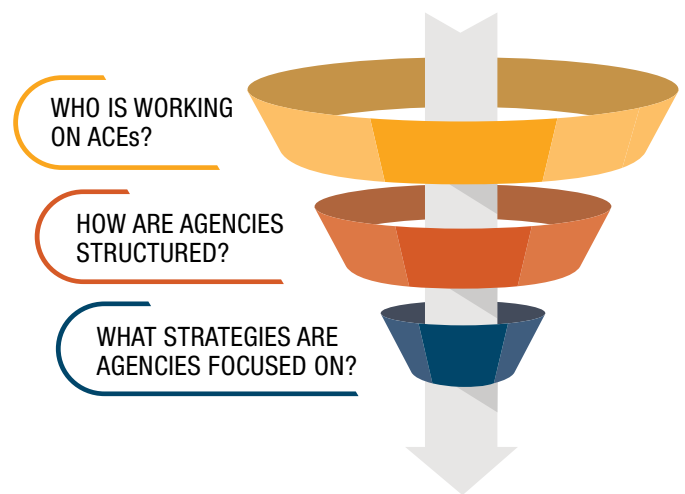 WHO IS WORKING
ON ACEs?
HOW ARE AGENCIES
STRUCTURED?
WHAT STRATEGIES ARE
AGENCIES FOCUSED ON?